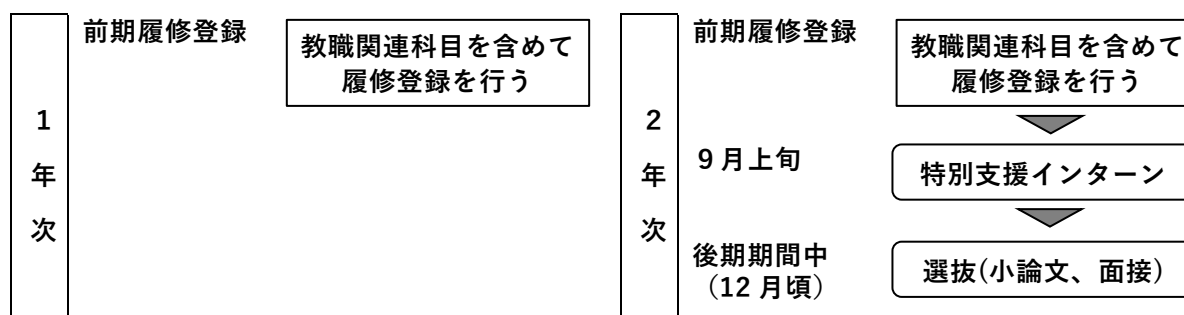 1
年
次
前期履修登録
教職関連科目を含めて
履修登録を行う
2
年
次
前期履修登録
教職関連科目を含めて
履修登録を行う
9月上旬
特別支援インターン
後期期間中
（12月頃）
選抜(小論文、面接)